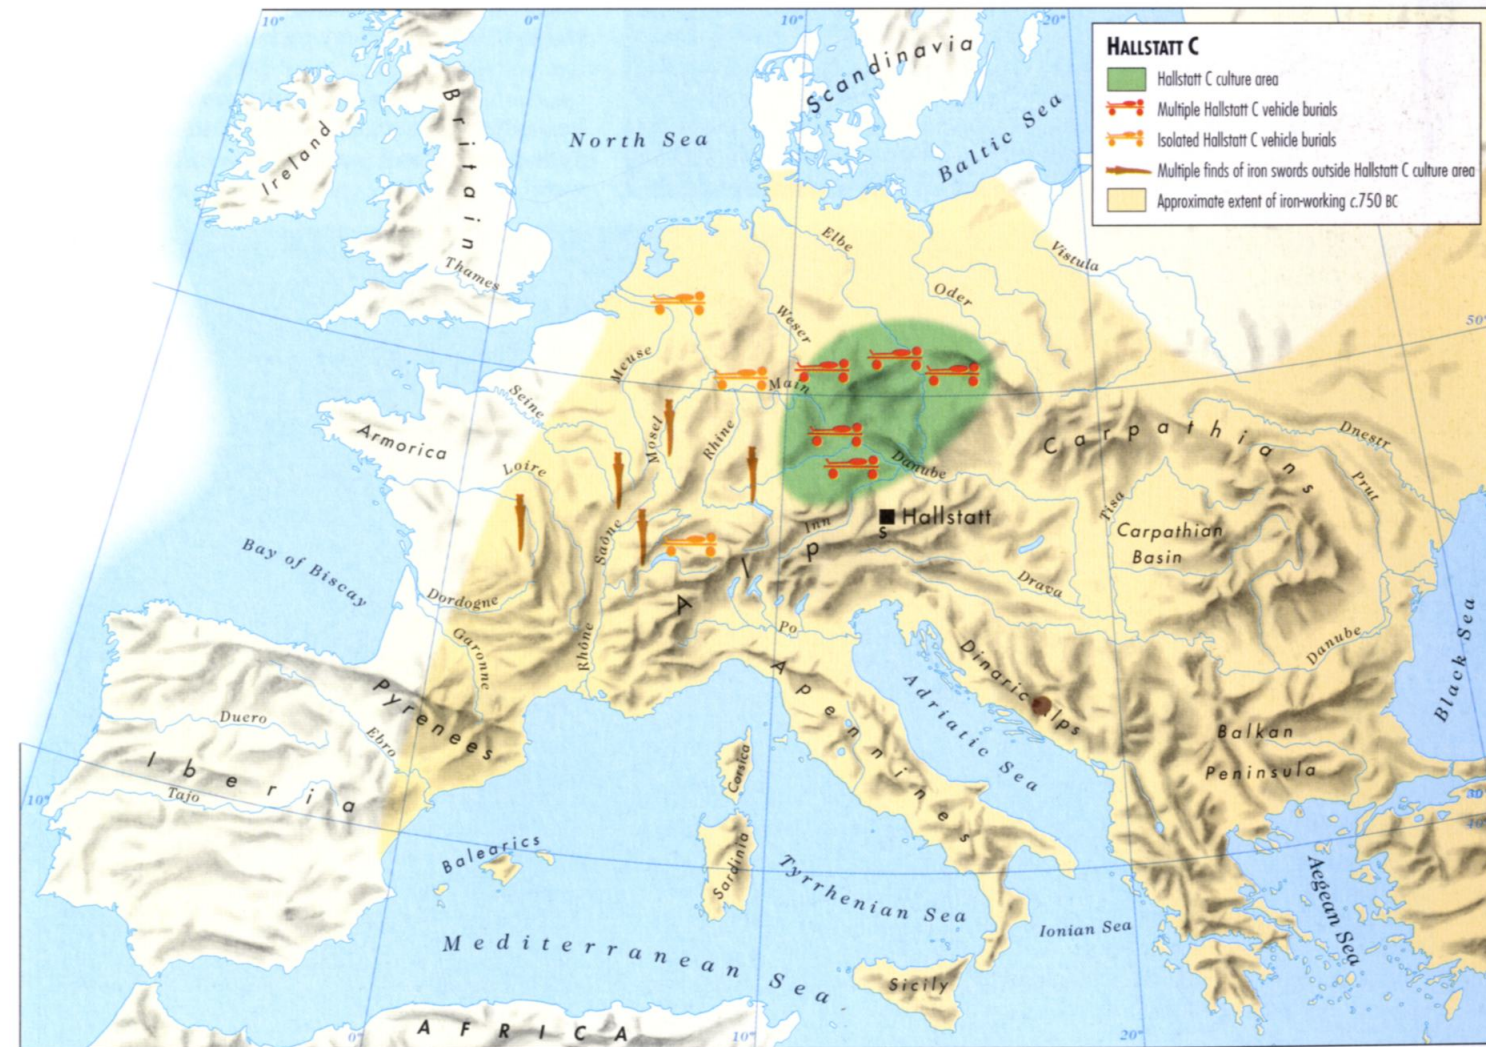 10°
0°
10°
20°
HALLSTATT C
Hallstatt C culture area
Multiple Hallstatt C vehicle burials
Isolated Hallstatt C vehicle burials
Multiple finds of iron swords outside Hallstatt C culture area
Approximate extent of iron-working c.750 BC
Scandinavia
Baltic Sea
North Sea
Ireland
Britain
Thames
Elbe
Vistula
Oder
Weser
50°
Meuse
Main
Seine
Armorica
Mosel
Rhine
Loire
Danube
Carpathians
Dnestr
Prut
Tisa
Hallstatt
Inn
Carpathian
Basin
Saône
Alps
Bay of Biscay
Dordogne
Drava
Garonne
Rhône
Po
Danube
Black Sea
Dinaric Alps
Adriatic Sea
Apennines
Pyrenees
Duero
Ebro
Iberia
Tajo
10°
Corsica
Balkan
Peninsula
30°
40°
Balearics
Sardinia
Tyrrhenian Sea
Ionian Sea
Aegean Sea
Mediterranean Sea
Sicily
AFRICA
0°
10°
20°